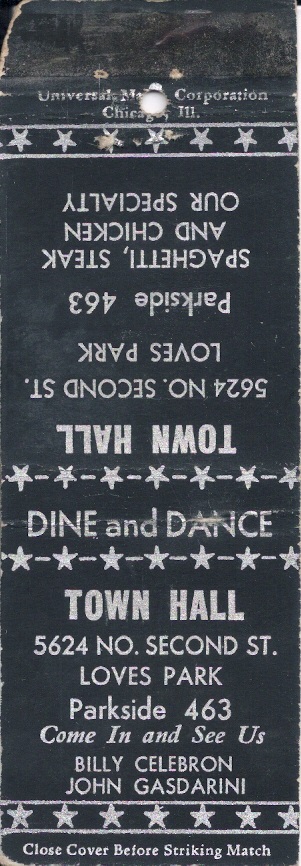 Universal Corporation
Chicago, Ill.
TOWN HALL
5624 NO. SECOND ST.
LOVES PARK
Parkside 463
SPAGHETTI, STEAK
AND CHICKEN
OUR SPECIALTY
DINE and DANCE
TOWN HALL
5624 NO. SECOND ST.
LOVES PARK
Parkside 463
Come In and See Us
BILLY CELEBRON
JOHN GASDARINI
Close Cover Before Striking Match